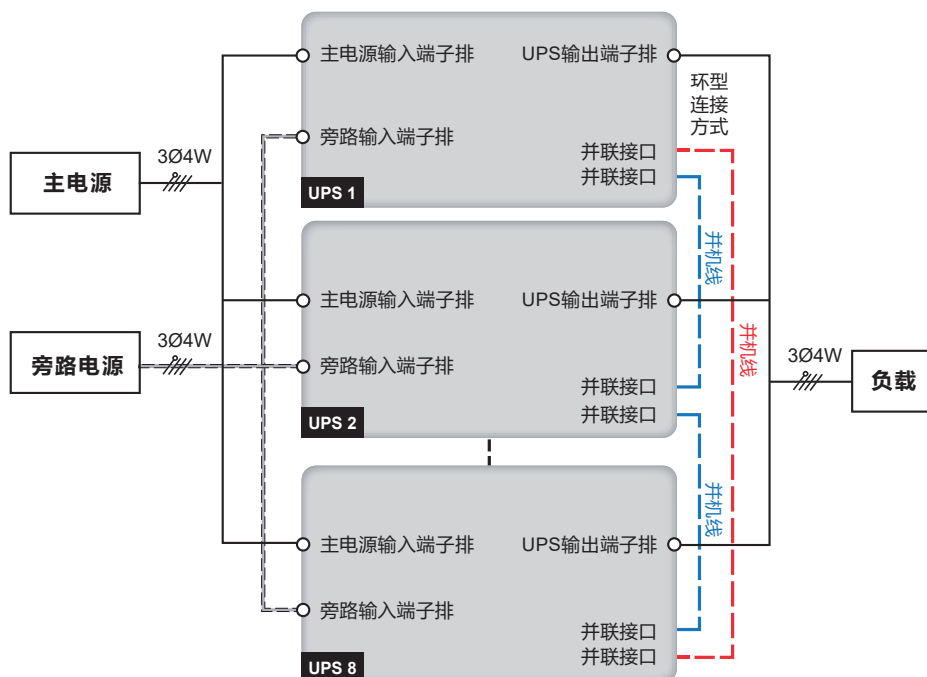 主电源输入端子排
UPS输出端子排
环型
连接
方式
旁路输入端子排
并联接口
并联接口
UPS 1
3Ø4W
主电源
并机线
主电源输入端子排
UPS输出端子排
3Ø4W
旁路电源
旁路输入端子排
并机线
3Ø4W
负载
并联接口
并联接口
UPS 2
并机线
主电源输入端子排
UPS输出端子排
旁路输入端子排
并联接口
并联接口
UPS 8